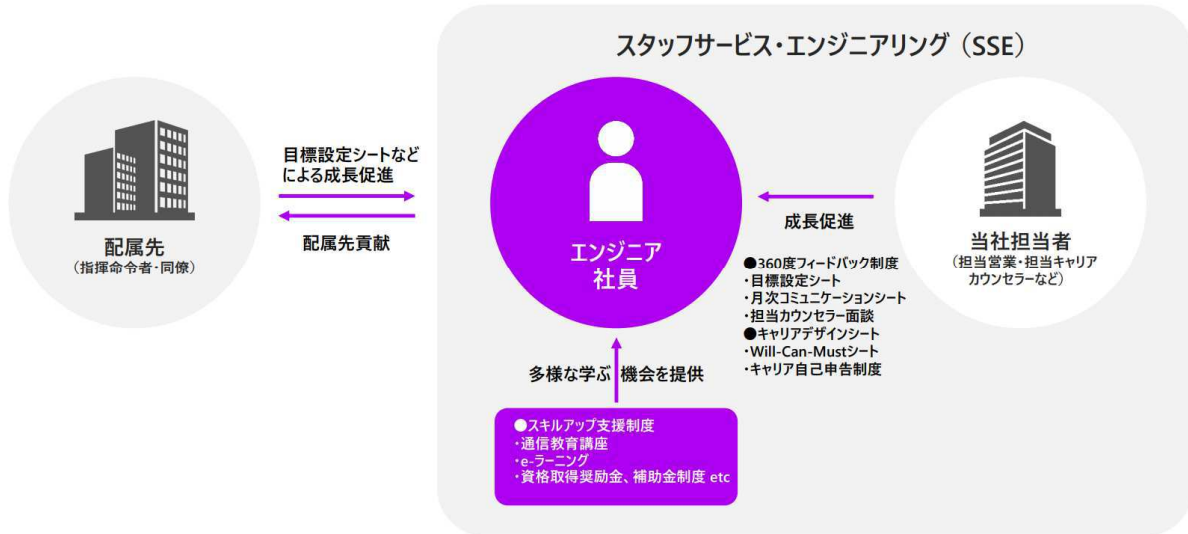 スタッフサービス・エンジニアリング（SSE）
目標設定シートなど
による成長促進
配属先貢献
配属先
（指揮命令者・同僚）
エンジニア
社員
成長促進
●360度フィードバック制度
・目標設定シート
・月次コミュニケーションシート
・担当カウンセラー面談
●キャリアデザインシート
・Will-Can-Mustシート
・キャリア自己申告制度
当社担当者
（担当営業・担当キャリア
カウンセラーなど）
多様な学ぶ 機会を提供
●スキルアップ支援制度
・通信教育講座
・e-ラーニング
・資格取得奨励金、補助金制度 etc